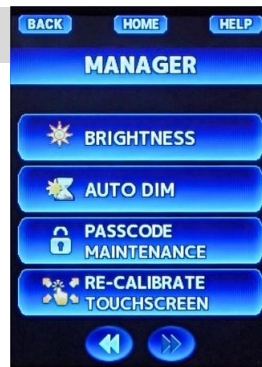 BACK HOME HELP
MANAGER
BRIGHTNESS
AUTO DIM
PASSCODE
MAINTENANCE
RE-CALIBRATE
TOUCHSCREEN